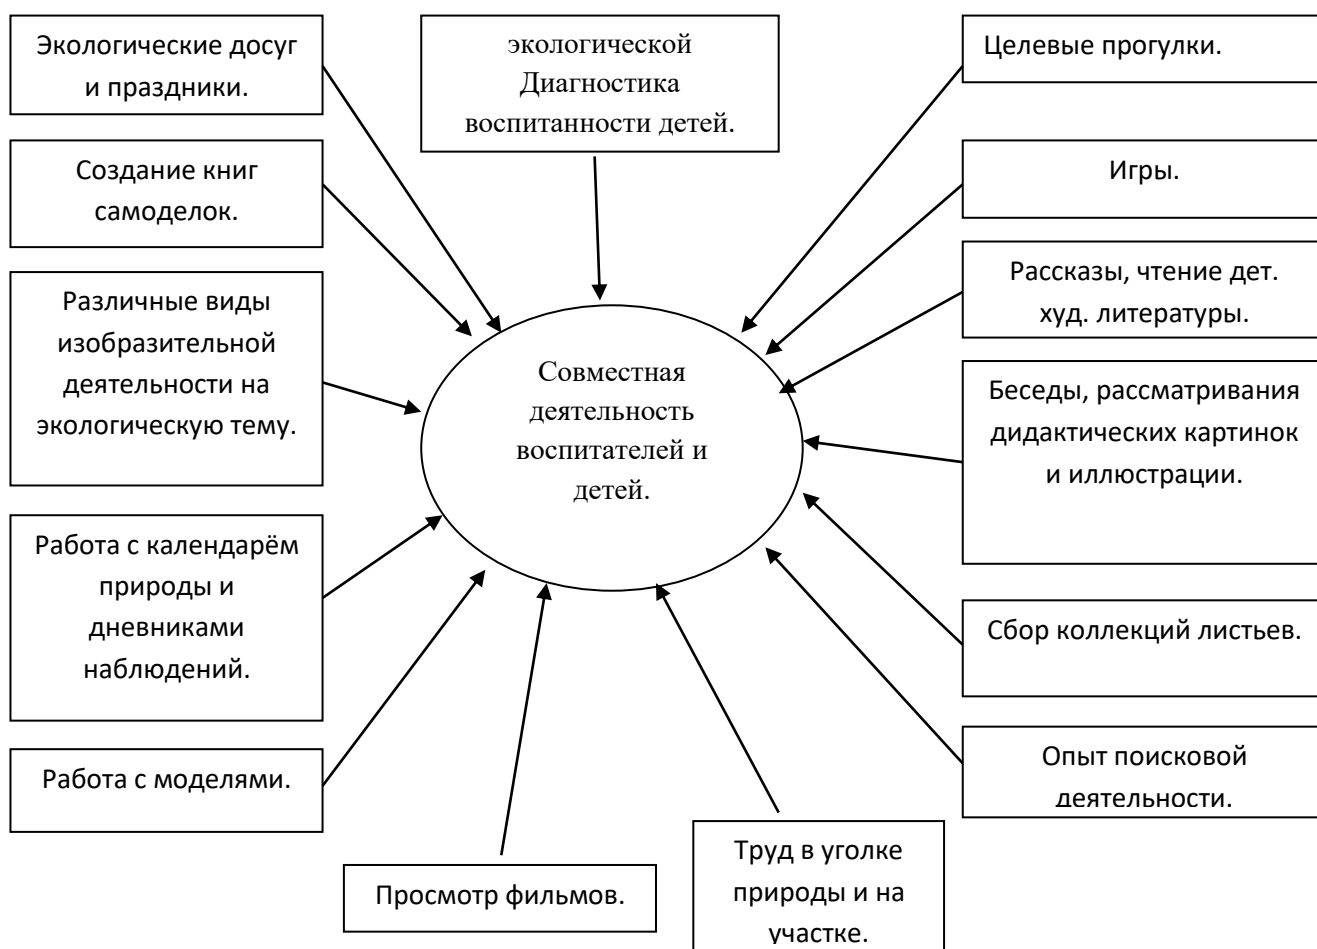 Экологические досуг
и праздники.
экологической
Диагностика
воспитанности детей.
Целевые прогулки.
Создание книг
самоделок.
Игры.
Рассказы, чтение дет.
худ. литературы.
Различные виды
изобразительной
деятельности на
экологическую тему.
Совместная
деятельность
воспитателей и
детей.
Беседы, рассматривания
дидактических картинок
и иллюстрации.
Работа с календарём
природы и
дневниками
наблюдений.
Сбор коллекций листьев.
Работа с моделями.
Опыт поисковой
деятельности.
Просмотр фильмов.
Труд в уголке
природы и на
участке.